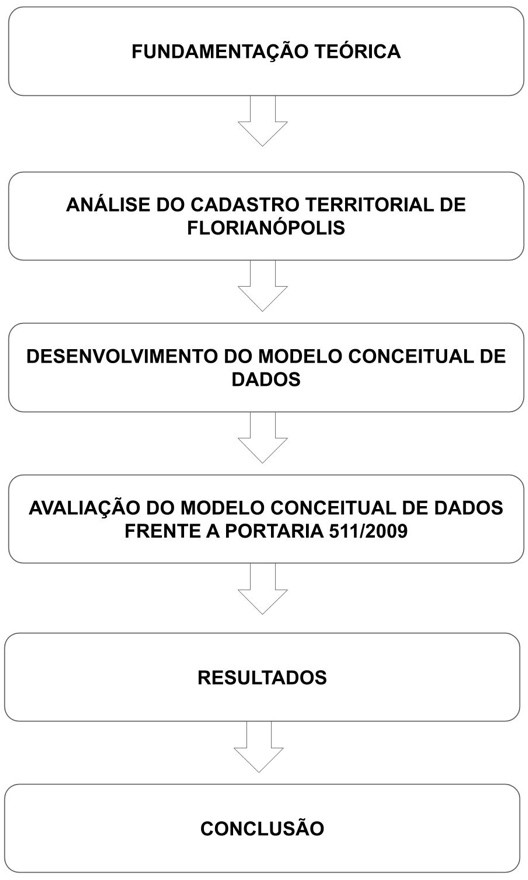 FUNDAMENTAÇÃO TEÓRICA
ANÁLISE DO CADASTRO TERRITORIAL DE
FLORIANÓPOLIS
DESENVOLVIMENTO DO MODELO CONCEITUAL DE
DADOS
AVALIAÇÃO DO MODELO CONCEITUAL DE DADOS
FRENTE A PORTARIA 511/2009
RESULTADOS
CONCLUSÃO